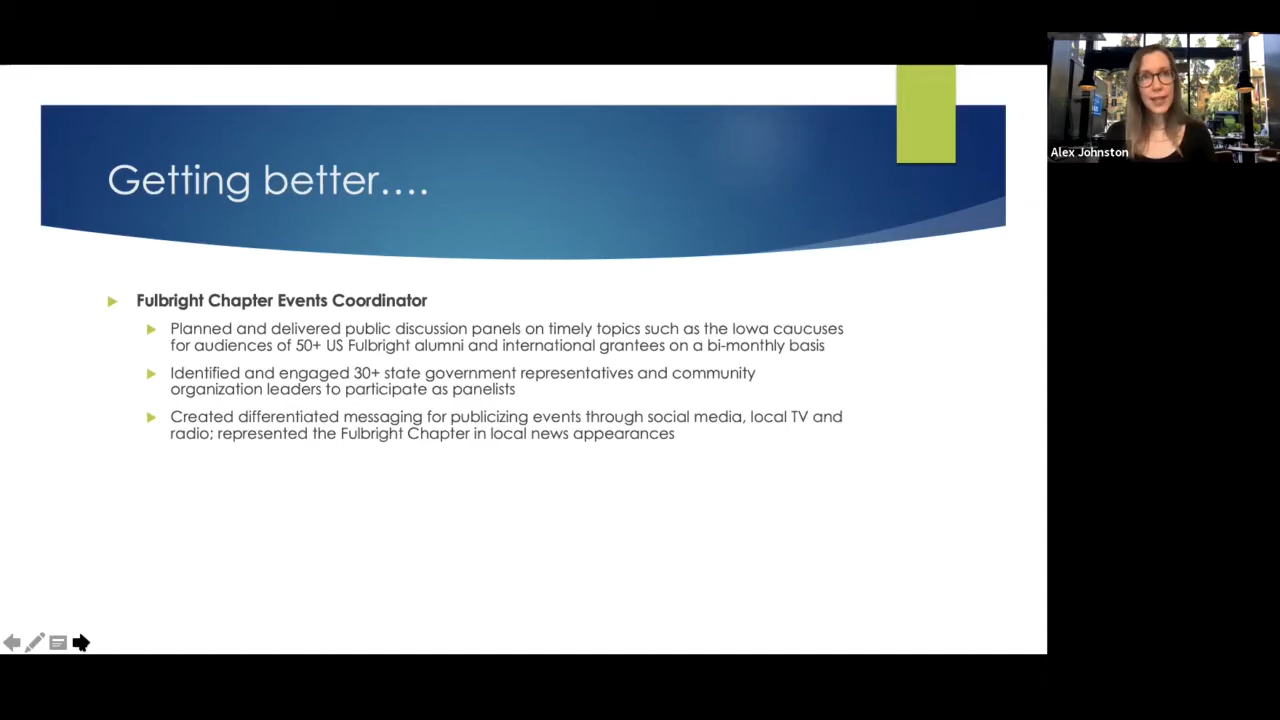 Getting better....
Fulbright Chapter Events Coordinator
Planned and delivered public discussion panels on timely topics such as the Iowa caucuses
for audiences of 50+ US Fulbright alumni and international grantees on a bi-monthly basis
Identified and engaged 30+ state government representatives and community
organization leaders to participate as panelists
Created differentiated messaging for publicizing events through social media, local TV and
radio; represented the Fulbright Chapter in local news appearances
Alex Johnston